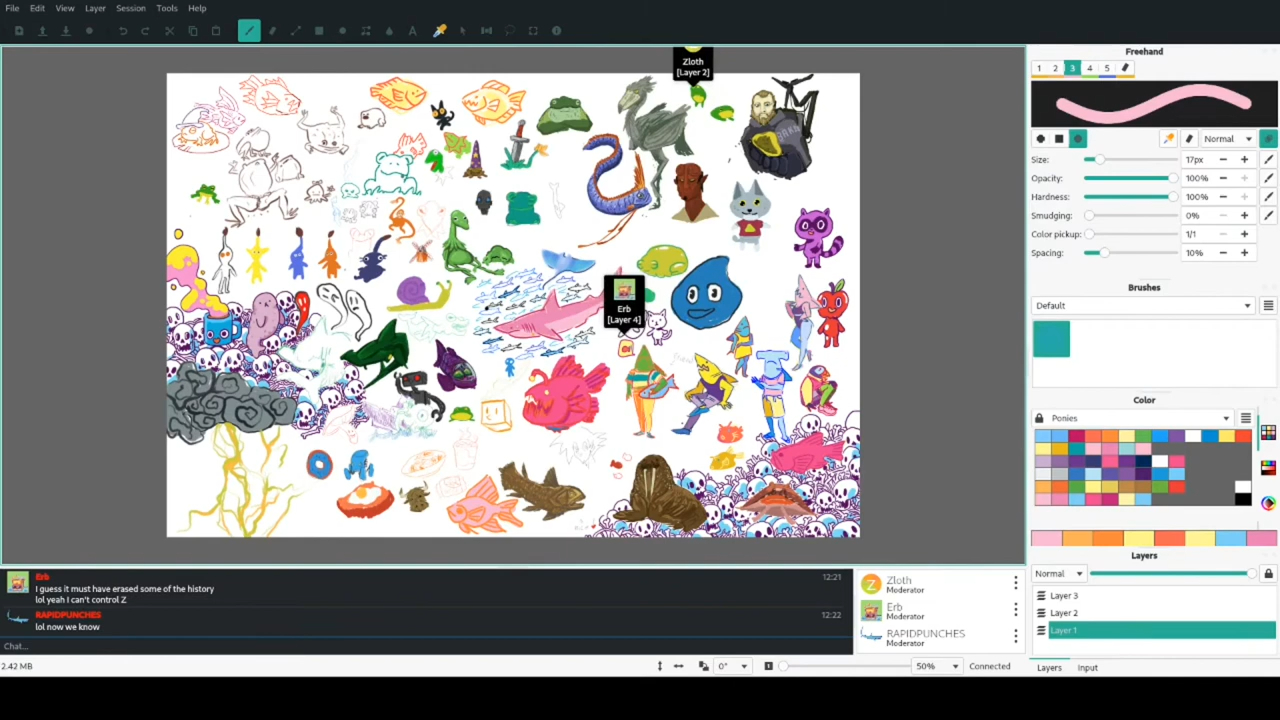 File Edit View Layer Session Tools Help
Freehand
1 2 3 4 5
Normal
Size: 17px
Opacity: 100%
Hardness: 100%
Smudging: 0%
Color pickup: 1/1
Spacing: 10%
Brushes
Default
Color
Ponies
Layers
Normal
Layer 3
Layer 2
Layer 1
Layers Input
Zloth
[Layer 2]
Erb
[Layer 4]
Erb 12:21
I guess it must have erased some of the history
lol yeah I can't control Z
RAPIDPUNCHES 12:22
lol now we know
Chat...
Zloth
Moderator
Erb
Moderator
RAPIDPUNCHES
Moderator
2.42 MB
0° 50% Connected